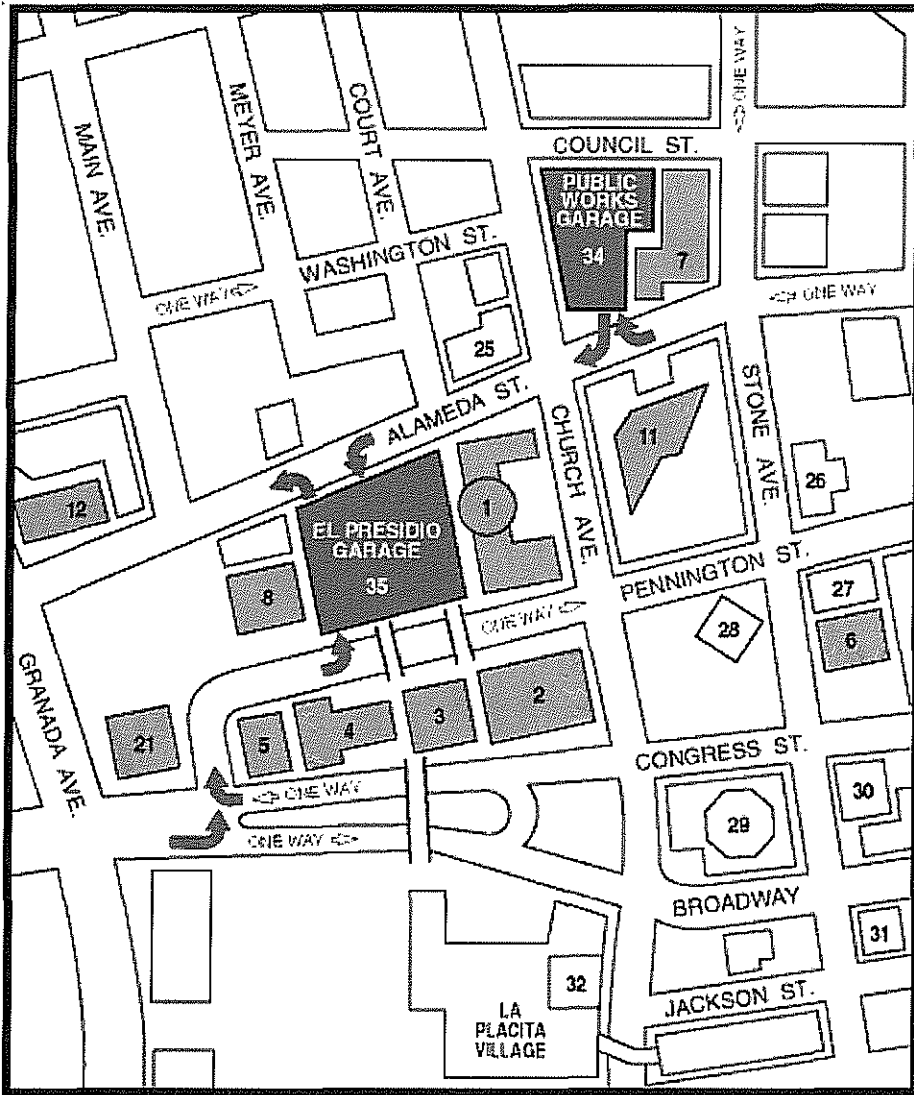 ONE WAY
COUNCIL ST.
MAIN AVE.
MEYER AVE.
COURT AVE.
PUBLIC
WORKS
GARAGE
34
7
WASHINGTON ST.
ONE WAY
ONE WAY
25
ALAMEDA ST.
CHURCH AVE.
STONE AVE.
11
26
12
1
EL PRESIDIO
GARAGE
35
8
PENNINGTON ST.
ONE WAY
27
28
6
GRANADA AVE.
21
5
4
3
2
CONGRESS ST.
ONE WAY
30
29
ONE WAY
BROADWAY
31
32
JACKSON ST.
LA
PLACITA
VILLAGE